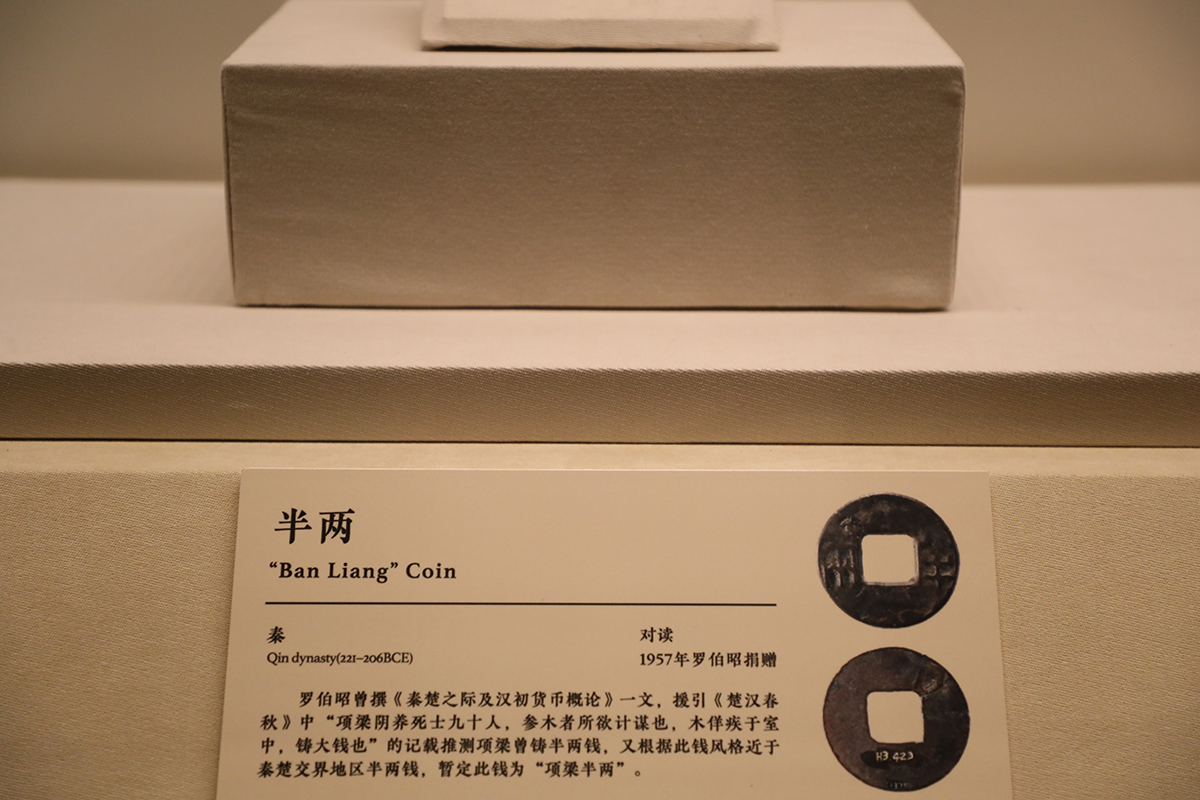 半两
“Ban Liang” Coin
秦
Qin dynasty(221–206BCE)
对读
1957年罗伯昭捐赠
罗伯昭曾撰《秦楚之际及汉初货币概论》一文，援引《楚汉春
秋》中“项梁阴养死士九十人，参木者所欲计谋也，木佯疾于室
中，铸大钱也”的记载推测项梁曾铸半两钱，又根据此钱风格近于
秦楚交界地区半两钱，暂定此钱为“项梁半两”。
H3 423